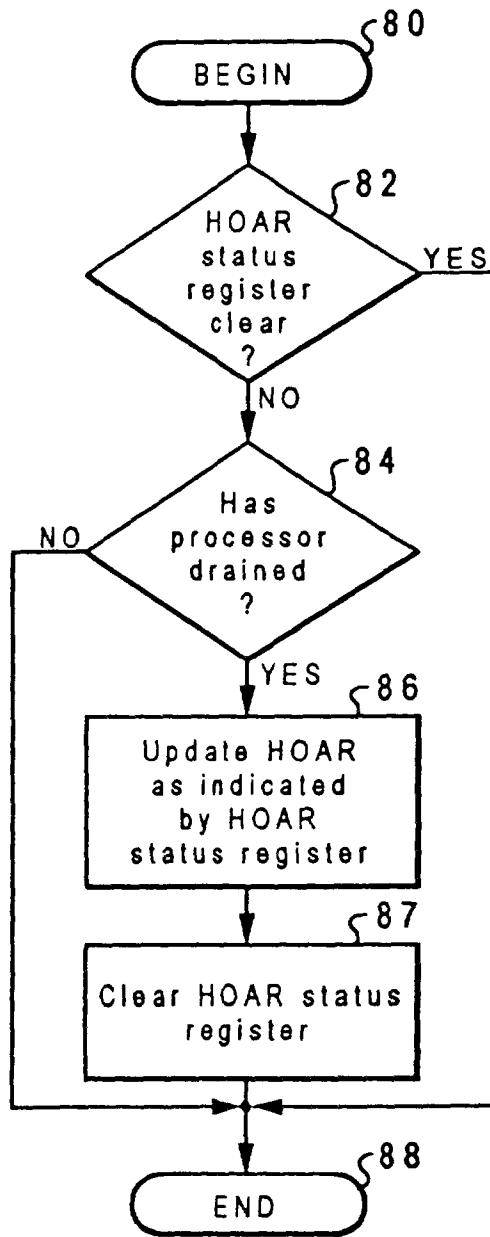 80
BEGIN
82
HOAR
status
register
clear
?
YES
NO
84
Has
processor
drained
?
NO
YES
86
Update HOAR
as indicated
by HOAR
status register
87
Clear HOAR status
register
88
END